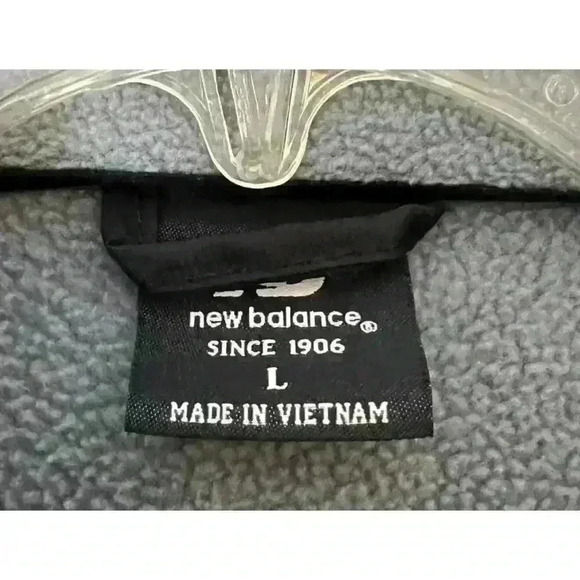 new balance®
SINCE 1906
L
MADE IN VIETNAM